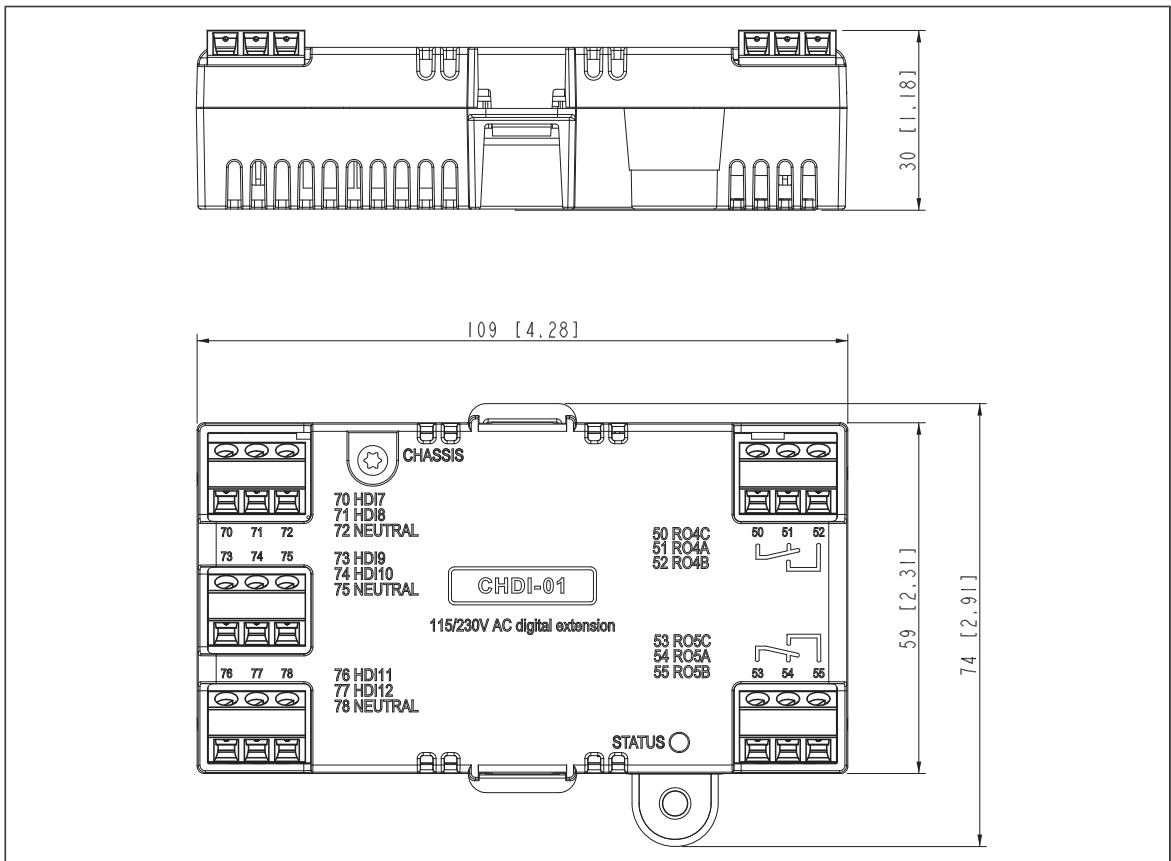 30 [1.18]
109 [4.28]
CHASSIS
70 HDI7
71 HDI8
72 NEUTRAL
70 71 72
73 74 75
73 HDI9
74 HDI10
75 NEUTRAL
50 RO4C
51 RO4A
52 RO4B
50 51 52
CHDI-01
115/230V AC digital extension
59 [2.31]
74 [2.91]
53 RO5C
54 RO5A
55 RO5B
53 54 55
76 77 78
76 HDI11
77 HDI12
78 NEUTRAL
STATUS